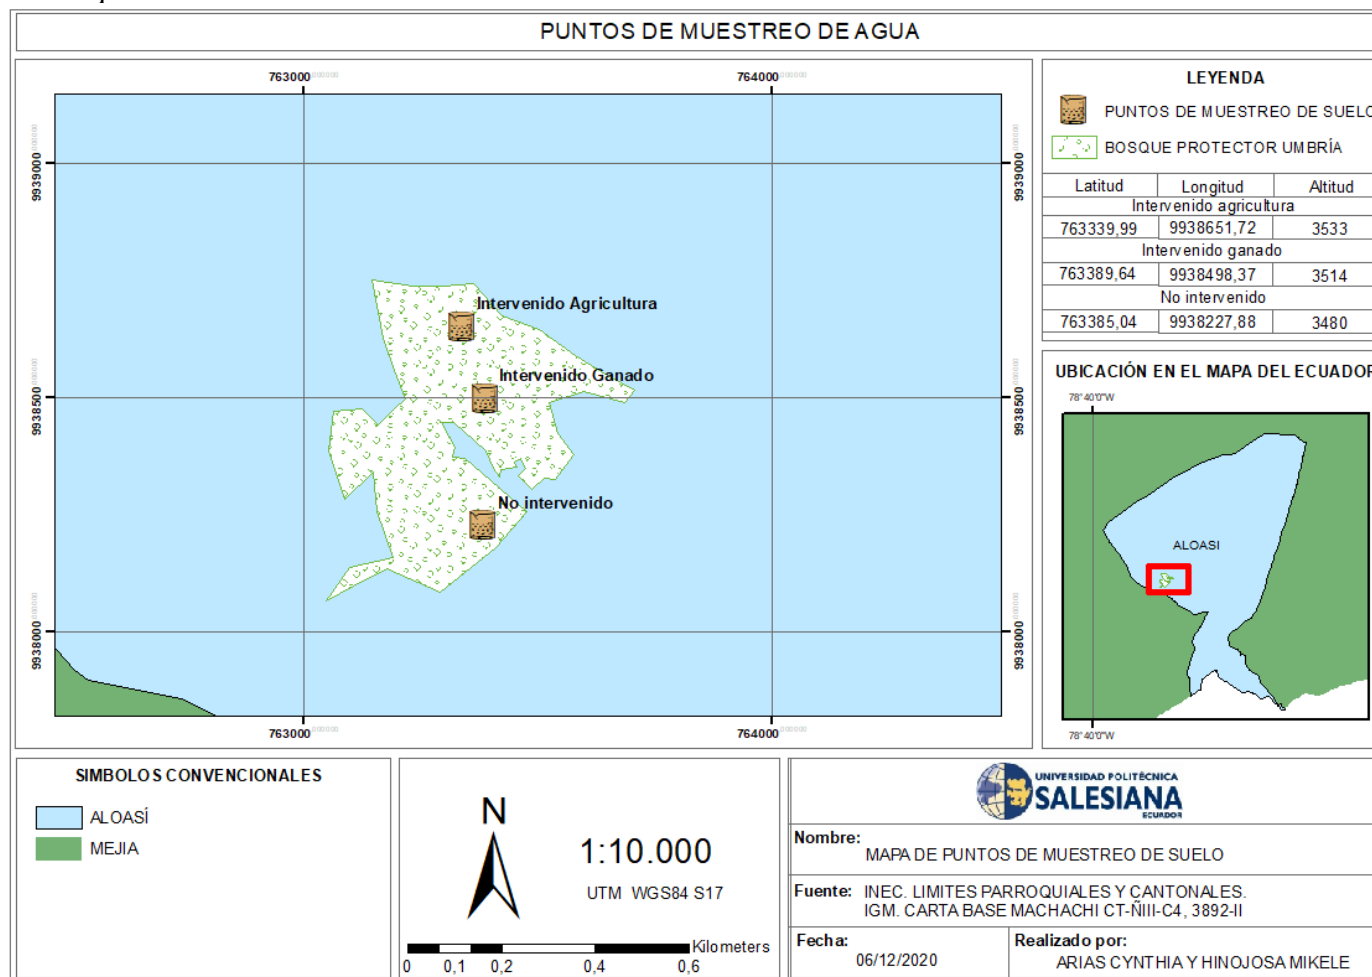 PUNTOS DE MUESTREO DE AGUA
763000
764000
9939000
9939000
9938500
9938500
9938000
9938000
763000
764000
Intervenido Agricultura
Intervenido Ganado
No intervenido
LEYENDA
PUNTOS DE MUESTREO DE SUELO
BOSQUE PROTECTOR UMBRÍA
Latitud Longitud Altitud
Intervenido agricultura
763339,99 9938651,72 3533
Intervenido ganado
763389,64 9938498,37 3514
No intervenido
763385,04 9938227,88 3480
UBICACIÓN EN EL MAPA DEL ECUADOR
78°40'0"W
ALOASI
78°40'0"W
SIMBOLOS CONVENCIONALES
ALOASÍ
MEJIA
N
1:10.000
UTM WGS84 S17
Kilometers
0 0,1 0,2 0,4 0,6
UNIVERSIDAD POLITÉCNICA
SALESIANA
ECUADOR
Nombre:
MAPA DE PUNTOS DE MUESTREO DE SUELO
Fuente: INEC. LIMITES PARROQUIALES Y CANTONALES.
IGM. CARTA BASE MACHACHI CT-ÑIII-C4, 3892-II
Fecha:
06/12/2020
Realizado por:
ARIAS CYNTHIA Y HINOJOSA MIKELE